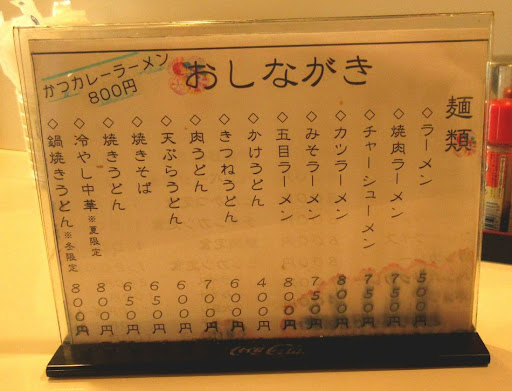 おしながき
かつカレーラーメン
800円
麺類
◇ラーメン 500円
◇焼肉ラーメン 750円
◇チャーシューメン 750円
◇カツラーメン 800円
◇みそラーメン 750円
◇五目ラーメン 800円
◇かけうどん 400円
◇きつねうどん 600円
◇肉うどん 700円
◇天ぷらうどん 600円
◇焼きそば 650円
◇焼きうどん 650円
◇冷やし中華※夏限定 800円
◇鍋焼きうどん※冬限定 800円